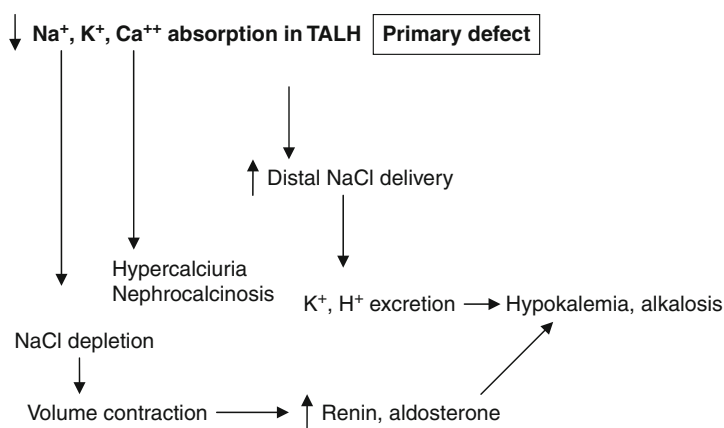 ↓ Na⁺, K⁺, Ca⁺⁺ absorption in TALH Primary defect
↑ Distal NaCl delivery
Hypercalciuria
Nephrocalcinosis
K⁺, H⁺ excretion → Hypokalemia, alkalosis
NaCl depletion
Volume contraction → ↑ Renin, aldosterone